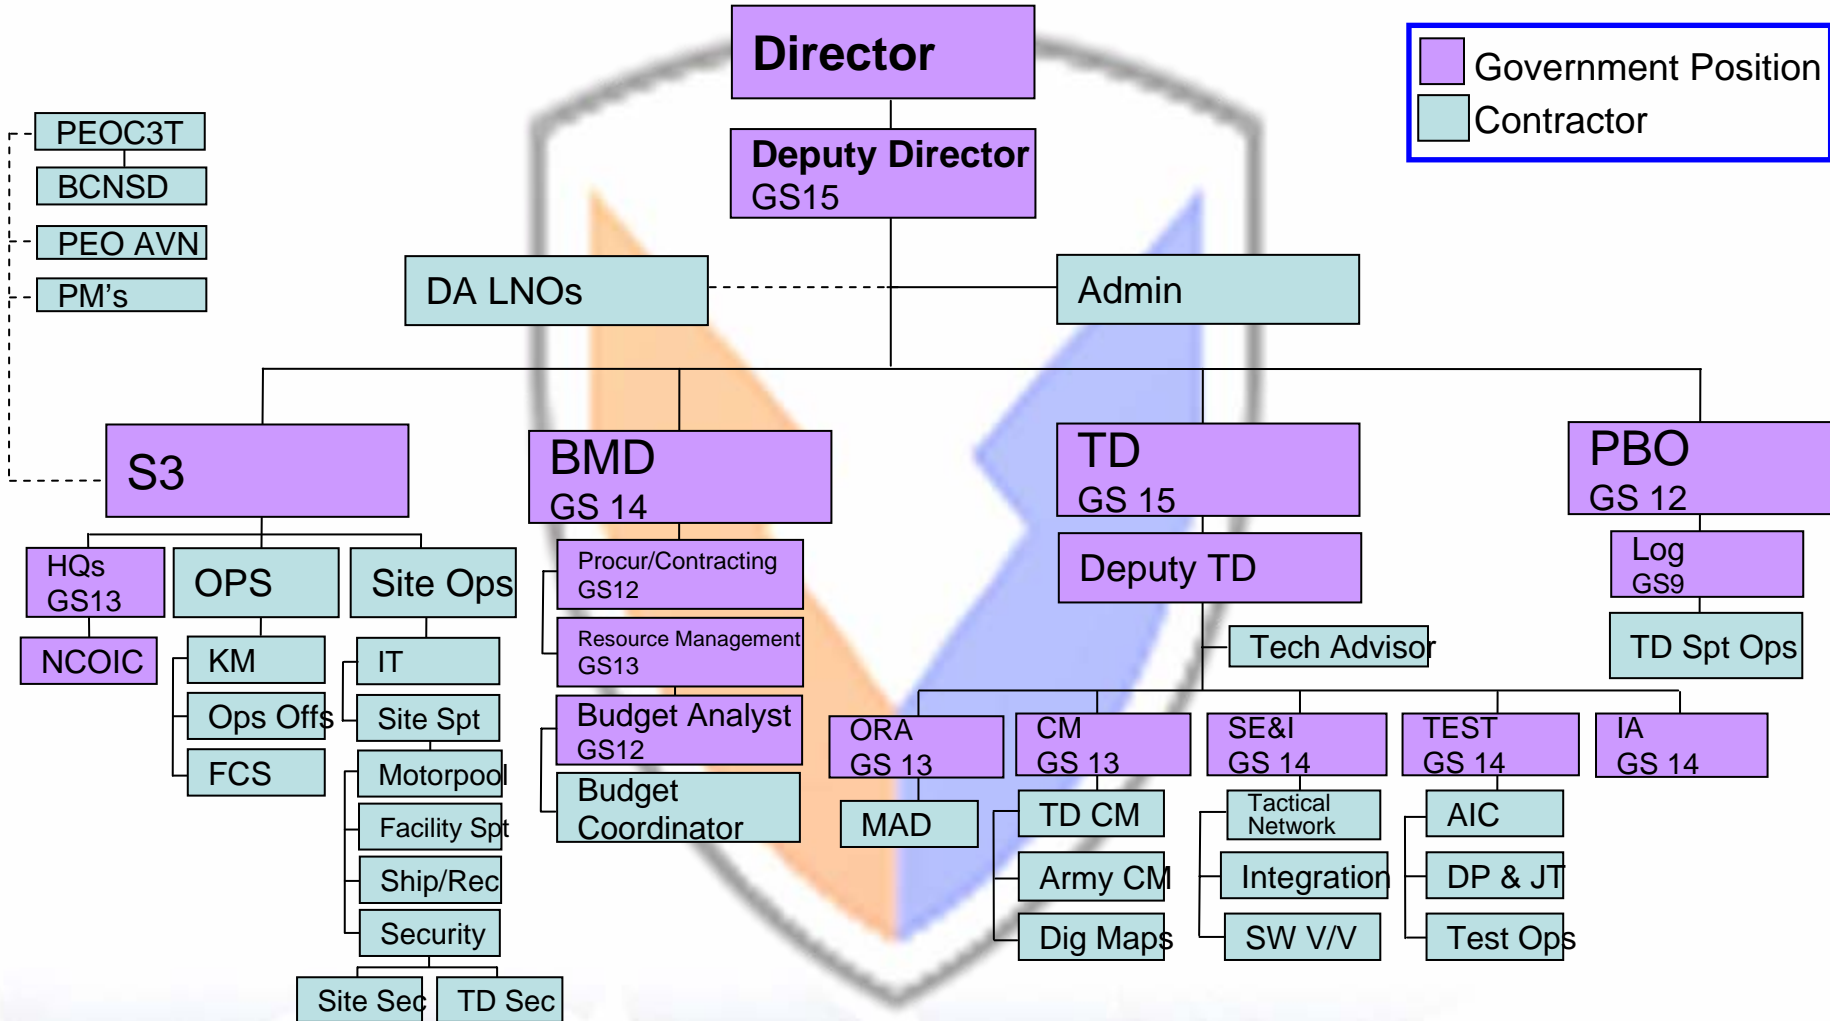 Director
Government Position
Contractor
PEOC3T
BCNSD
PEO AVN
PM's
Deputy Director
GS15
DA LNOs
Admin
S3
BMD
GS 14
TD
GS 15
PBO
GS 12
HQs
GS13
OPS
Site Ops
NCOIC
KM
Ops Offs
FCS
IT
Site Spt
Motorpool
Facility Spt
Ship/Rec
Security
Site Sec
TD Sec
Procur/Contracting
GS12
Resource Management
GS13
Budget Analyst
GS12
Budget
Coordinator
Deputy TD
Tech Advisor
Log
GS9
TD Spt Ops
ORA
GS 13
MAD
CM
GS 13
TD CM
Army CM
Dig Maps
SE&I
GS 14
Tactical
Network
Integration
SW V/V
TEST
GS 14
AIC
DP & JT
Test Ops
IA
GS 14